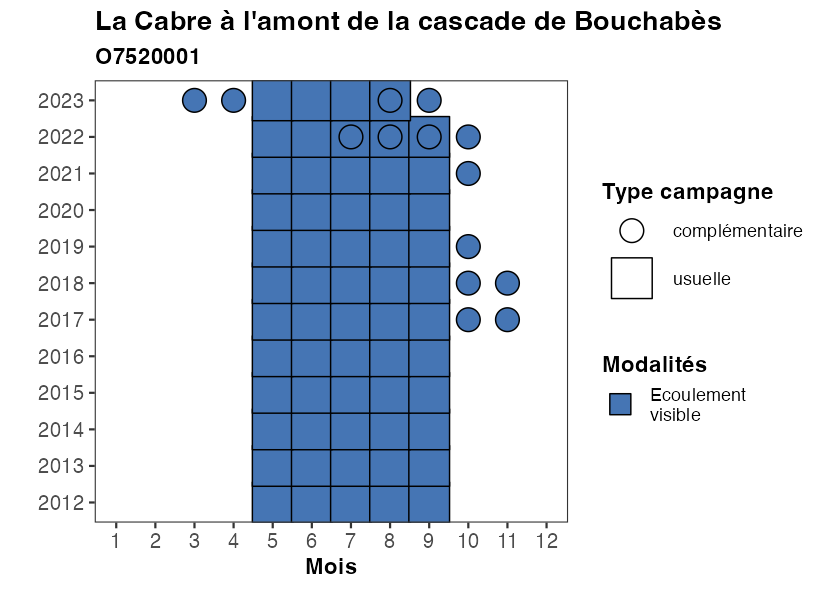 La Cabre à l'amont de la cascade de Bouchabès
O7520001
2023
2022
2021
2020
2019
2018
2017
2016
2015
2014
2013
2012
1 2 3 4 5 6 7 8 9 10 11 12
Mois
Type campagne
complémentaire
usuelle
Modalités
Ecoulement
visible